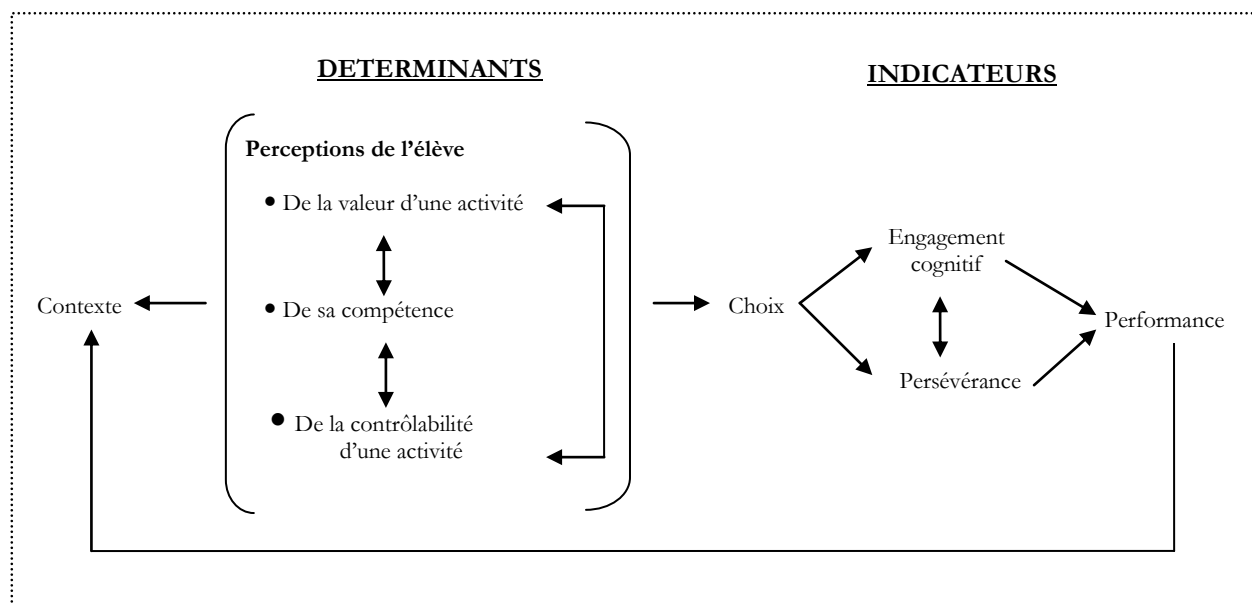 DETERMINANTS
INDICATEURS
Perceptions de l’élève
• De la valeur d’une activité
• De sa compétence
• De la contrôlabilité
d’une activité
Contexte
Choix
Engagement
cognitif
Persévérance
Performance